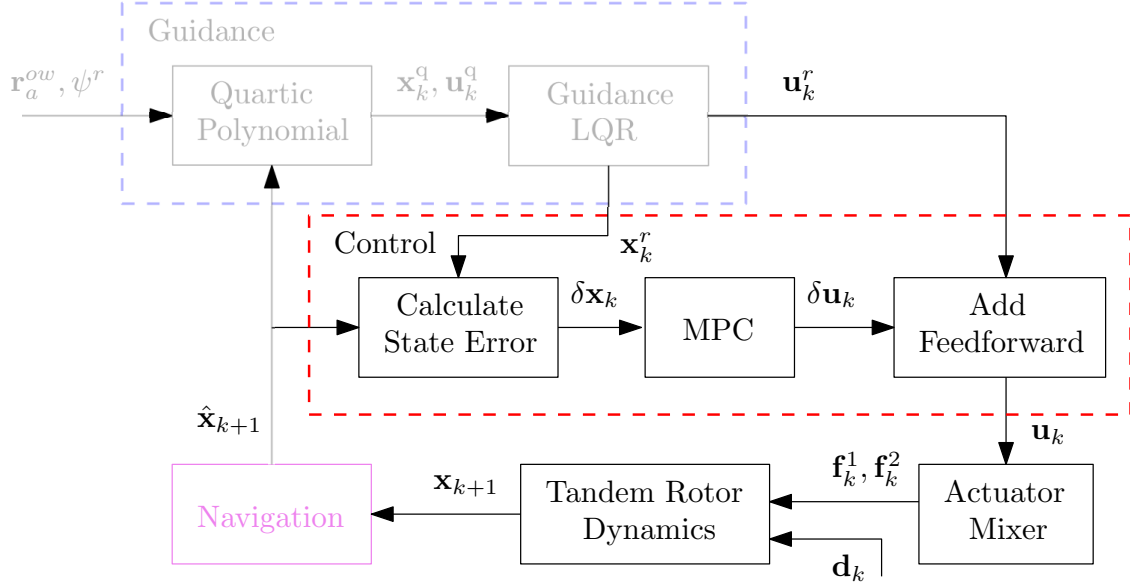 Guidance
r_a^{ow}, ψ^r
Quartic
Polynomial
x_k^q, u_k^q
Guidance
LQR
u_k^r
Control
x_k^r
Calculate
State Error
δx_k
MPC
δu_k
Add
Feedforward
x̂_{k+1}
u_k
Navigation
x_{k+1}
Tandem Rotor
Dynamics
f_k^1, f_k^2
Actuator
Mixer
d_k